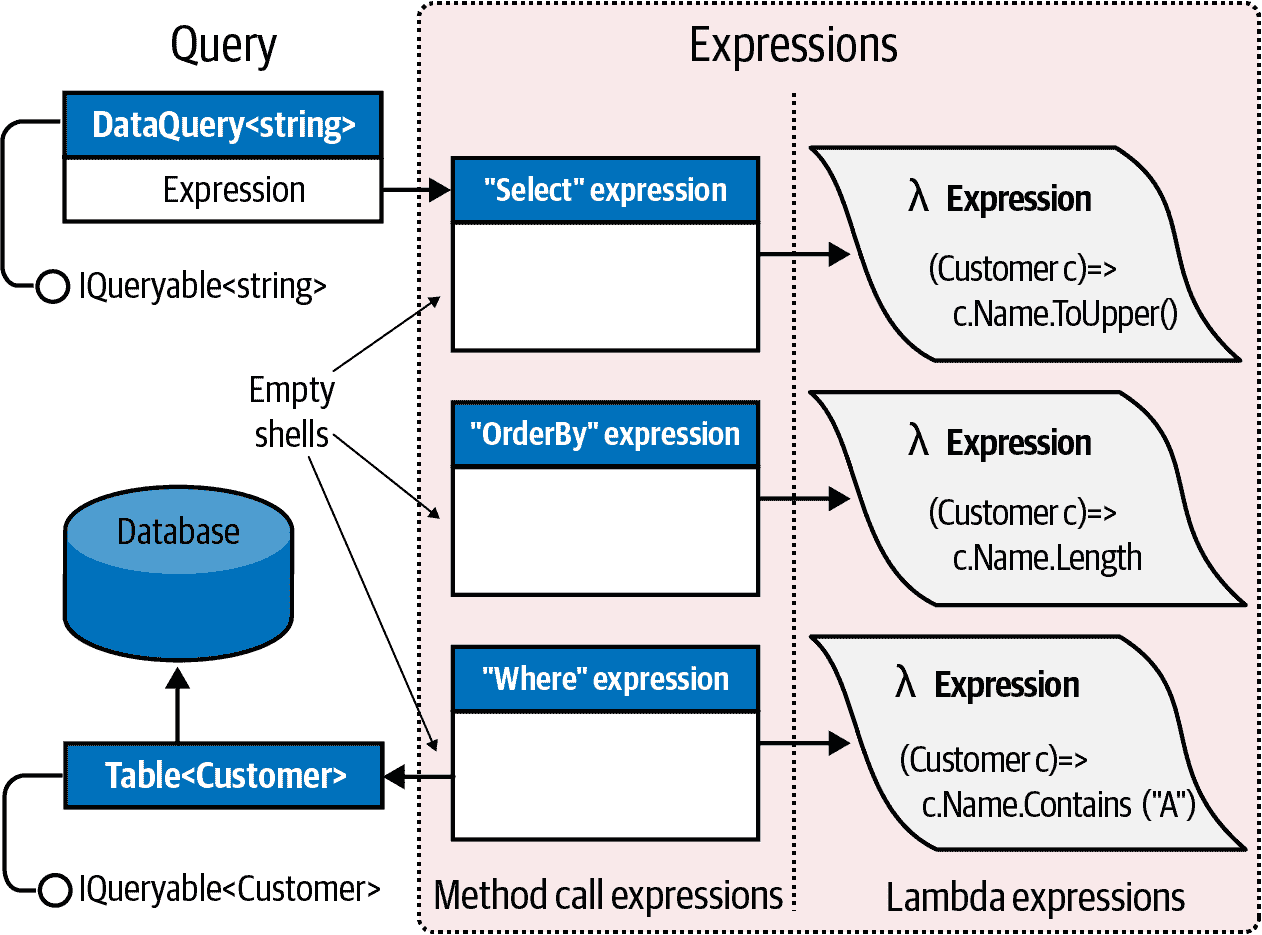 Query
Expressions
DataQuery<string>
Expression
IQueryable<string>
"Select" expression
λ Expression
(Customer c)=>
c.Name.ToUpper()
Empty
shells
"OrderBy" expression
λ Expression
(Customer c)=>
c.Name.Length
Database
"Where" expression
λ Expression
(Customer c)=>
c.Name.Contains ("A")
Table<Customer>
IQueryable<Customer>
Method call expressions
Lambda expressions